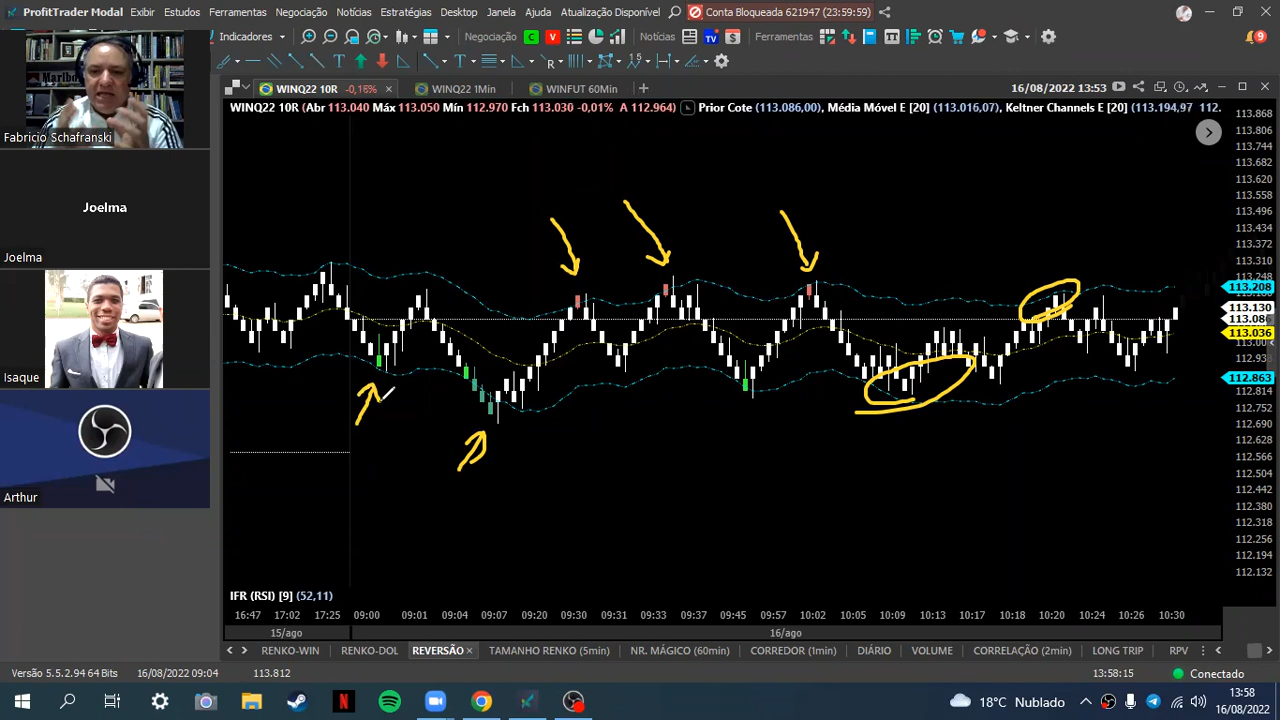 ProfitTrader Modal Exibir Editar Ferramentas Negociação Notícias Estratégias Desktop Janela Ajuda Atualização Disponível Conta Bloqueada 621947 (23:59:59)
Indicadores Negociação C V Notícias TV $ Ferramentas 9
WINQ22 10R -0,16% × WINQ22 1Min WINFUT 60Min +
WINQ22 10R (Abr 113.040 Máx 113.050 Mín 112.970 Fch 113.030 -0,01% A 112.964) Prior Cote (113.086,00) Média Móvel E [20] (113.016,07) Keltner Channels E [20] (113.194,97 112.
16/08/2022 13:53
Fabricio Schafranski
Joelma
Joelma
Isaque
Arthur
113.868
113.806
113.744
113.682
113.620
113.558
113.496
113.434
113.372
113.310
113.248
113.208
113.130
113.086
113.036
112.938
112.863
112.814
112.752
112.690
112.628
112.566
112.504
112.442
112.380
112.318
112.256
112.194
112.132
IFR (RSI) [9] (52,11)
16:47 17:02 17:25 09:00 09:01 09:04 09:07 09:20 09:30 09:31 09:33 09:45 09:57 10:02 10:05 10:09 10:13 10:17 10:18 10:20 10:24 10:26 10:30
15/ago 16/ago
RENKO-WIN RENKO-DOL REVERSÃO × TAMANHO RENKO (5min) NR. MÁGICO (60min) CORREDOR (1min) DIÁRIO VOLUME CORRELAÇÃO (2min) LONG TRIP RPV
Versão 5.5.2.94 64 Bits 16/08/2022 09:04 113.812 13:58:15 Conectado
18°C Nublado 13:58
16/08/2022